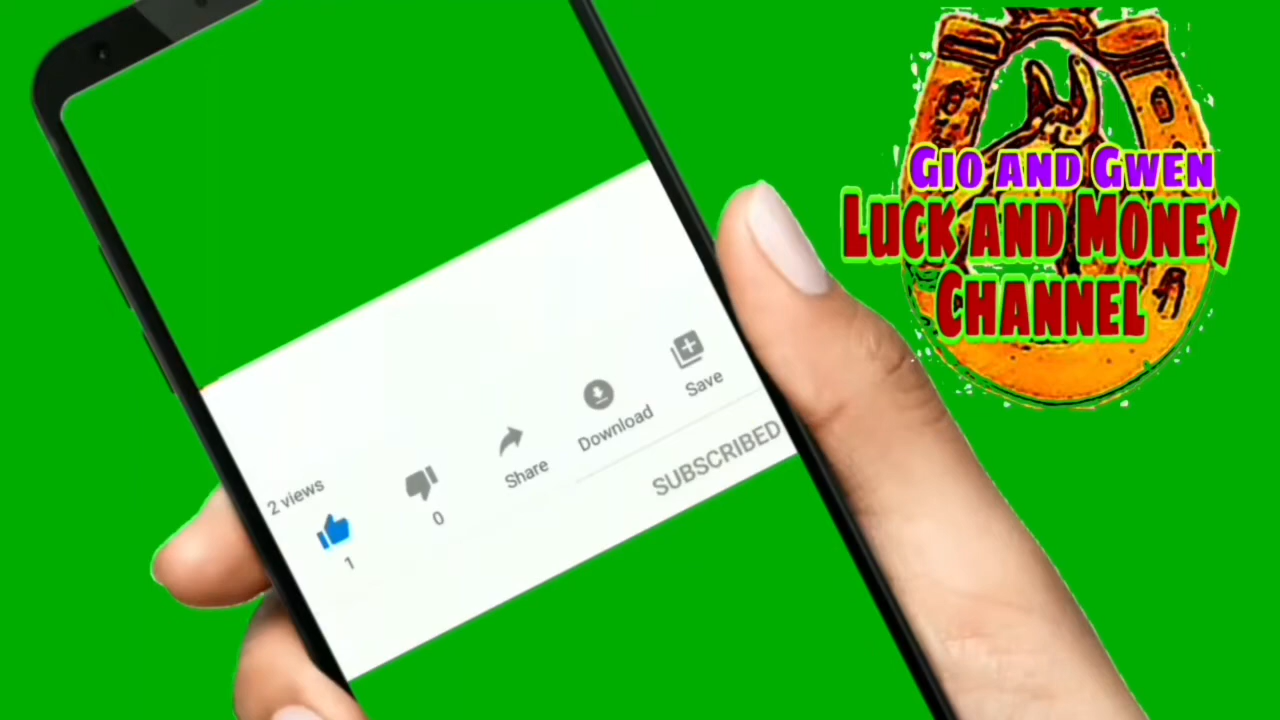 GIO AND GWEN
LUCK AND MONEY
CHANNEL
2 views
1
0
Share
Download
Save
SUBSCRIBED